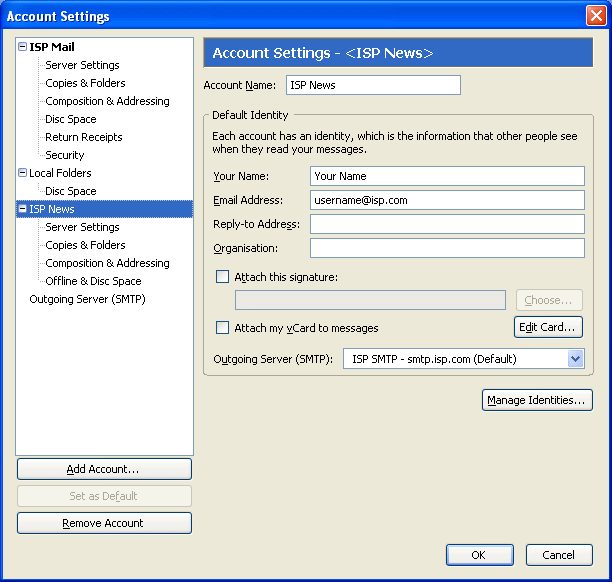 Account Settings
ISP Mail
Server Settings
Copies & Folders
Composition & Addressing
Disc Space
Return Receipts
Security
Local Folders
Disc Space
ISP News
Server Settings
Copies & Folders
Composition & Addressing
Offline & Disc Space
Outgoing Server (SMTP)
Add Account...
Set as Default
Remove Account
Account Settings - <ISP News>
Account Name: ISP News
Default Identity
Each account has an identity, which is the information that other people see
when they read your messages.
Your Name: Your Name
Email Address: username@isp.com
Reply-to Address:
Organisation:
Attach this signature:
Choose...
Attach my vCard to messages
Edit Card...
Outgoing Server (SMTP): ISP SMTP - smtp.isp.com (Default)
Manage Identities...
OK
Cancel